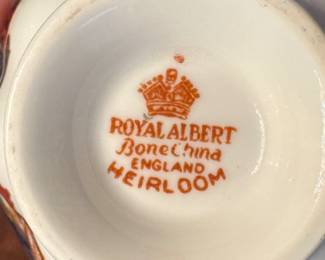 ROYAL ALBERT
Bone China
ENGLAND
HEIRLOOM